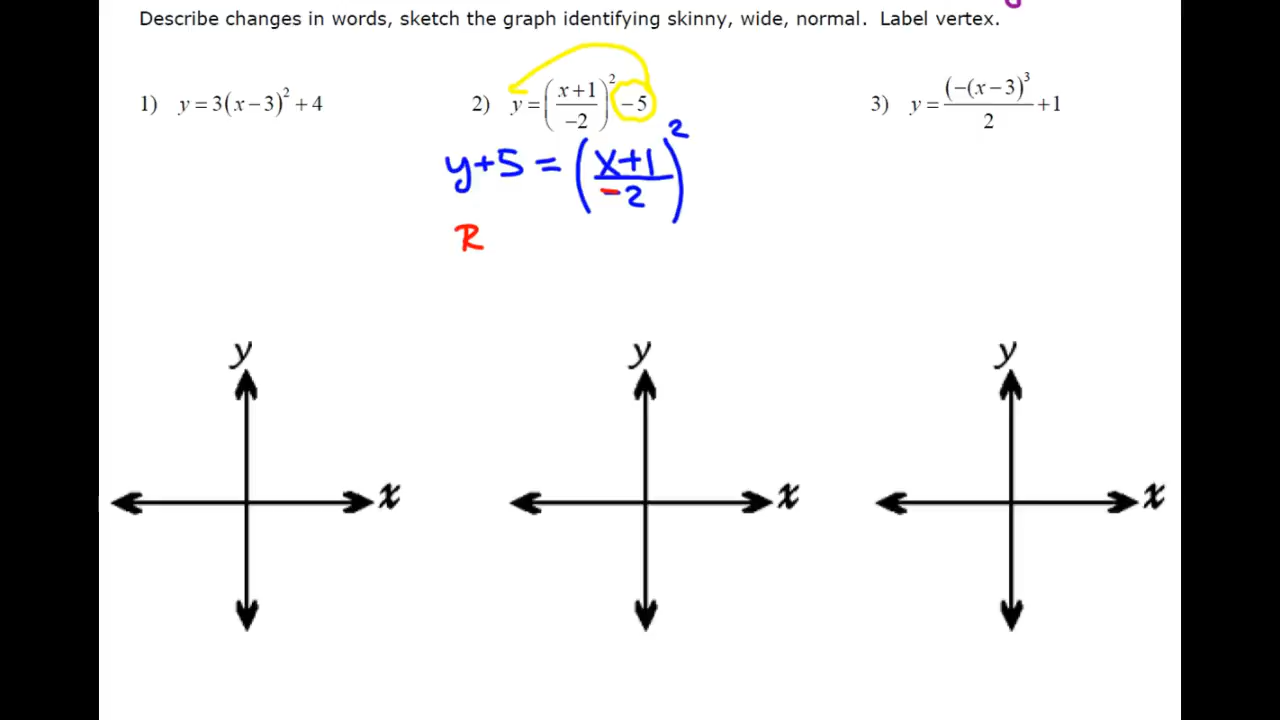 Describe changes in words, sketch the graph identifying skinny, wide, normal. Label vertex.
1) y = 3(x − 3)² + 4
2) y = ((x + 1)/−2)² − 5
3) y = (−(x − 3)³/2 + 1
y + 5 = ((x + 1)/−2)²
R
y
y
y
x
x
x